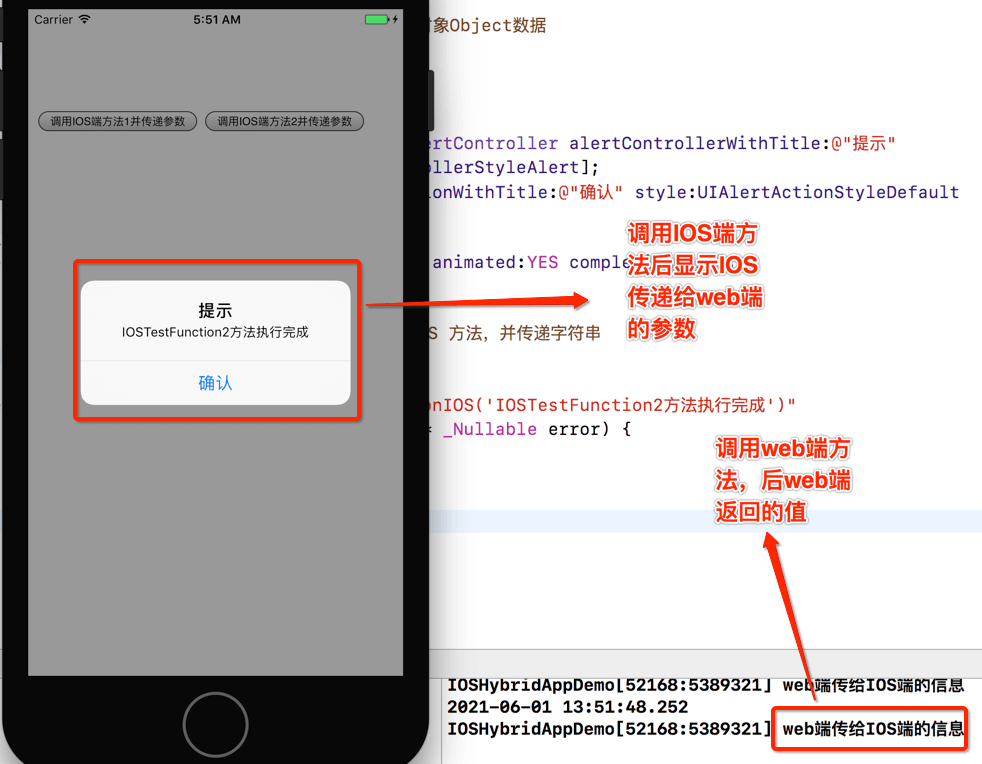 Carrier 5:51 AM
调用IOS端方法1并传递参数 调用IOS端方法2并传递参数
提示
IOSTestFunction2方法执行完成
确认
象Object数据
ertController alertControllerWithTitle:@"提示"
ollerStyleAlert];
onWithTitle:@"确认" style:UIAlertActionStyleDefault
animated:YES comple
S 方法，并传递字符串
onIOS('IOSTestFunction2方法执行完成')"
* _Nullable error) {
调用IOS端方
法后显示IOS
传递给web端
的参数
调用web端方
法，后web端
返回的值
IOSHybridAppDemo[52168:5389321] web端传给IOS端的信息
2021-06-01 13:51:48.252
IOSHybridAppDemo[52168:5389321] web端传给IOS端的信息